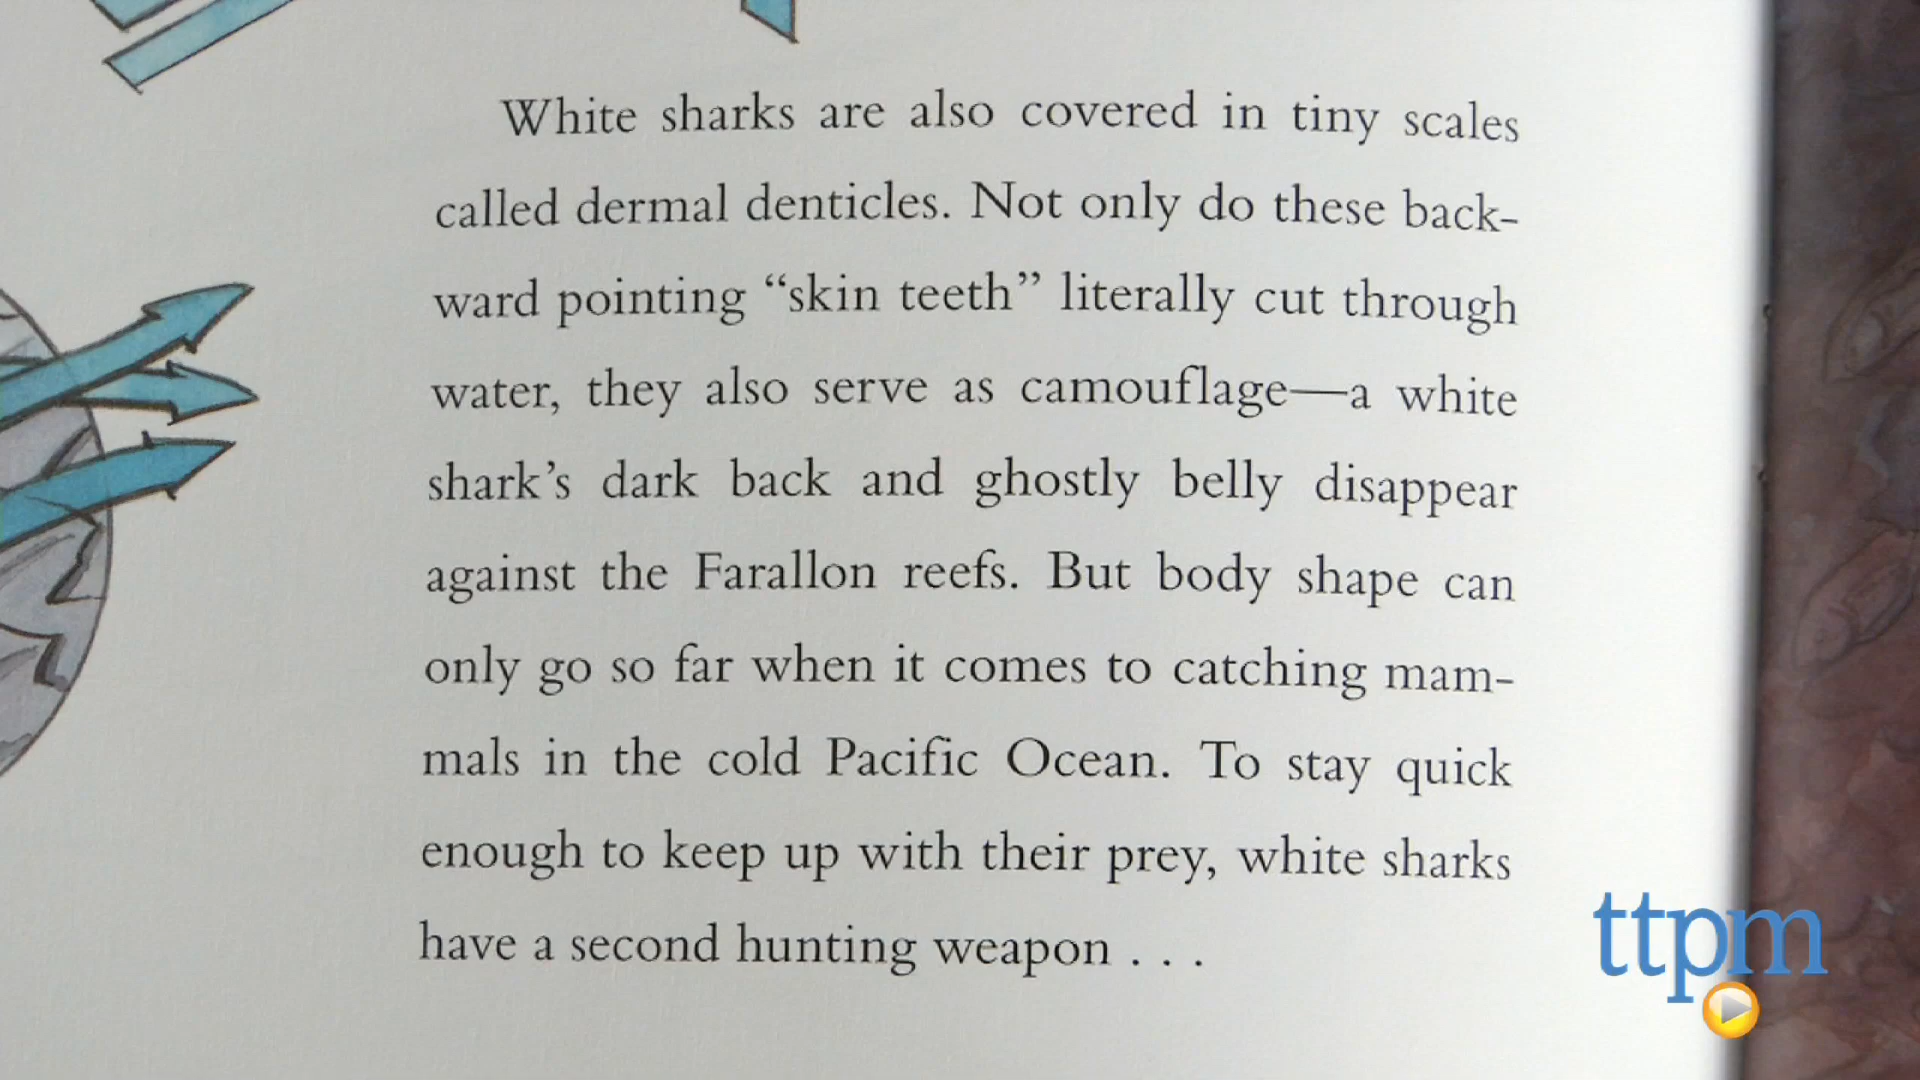 White sharks are also covered in tiny scales
called dermal denticles. Not only do these back-
ward pointing “skin teeth” literally cut through
water, they also serve as camouflage—a white
shark’s dark back and ghostly belly disappear
against the Farallon reefs. But body shape can
only go so far when it comes to catching mam-
mals in the cold Pacific Ocean. To stay quick
enough to keep up with their prey, white sharks
have a second hunting weapon . . .
ttpm